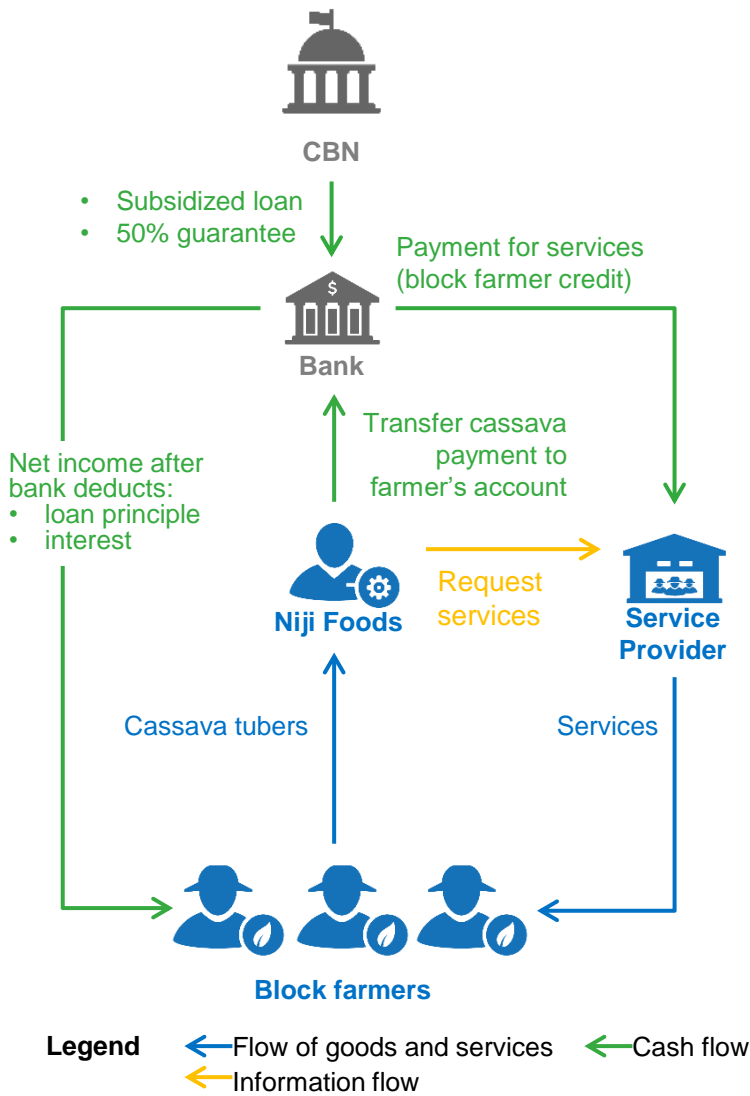 CBN
• Subsidized loan
• 50% guarantee
Payment for services
(block farmer credit)
$
Bank
Transfer cassava
payment to
farmer's account
Net income after
bank deducts:
• loan principle
• interest
Request
services
Niji Foods
Service
Provider
Cassava tubers
Services
Block farmers
Legend
Flow of goods and services
Cash flow
Information flow